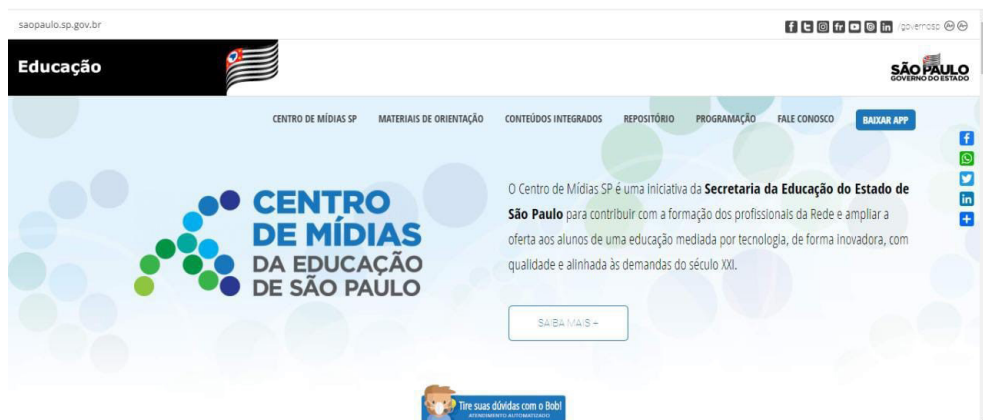 saopaulo.sp.gov.br
/governosp
Educação
SÃO PAULO
GOVERNO DO ESTADO
CENTRO DE MÍDIAS SP MATERIAIS DE ORIENTAÇÃO CONTEÚDOS INTEGRADOS REPOSITÓRIO PROGRAMAÇÃO FALE CONOSCO BAIXAR APP
CENTRO
DE MÍDIAS
DA EDUCAÇÃO
DE SÃO PAULO
O Centro de Mídias SP é uma iniciativa da Secretaria da Educação do Estado de
São Paulo para contribuir com a formação dos profissionais da Rede e ampliar a
oferta aos alunos de uma educação mediada por tecnologia, de forma inovadora, com
qualidade e alinhada às demandas do século XXI.
SAIBA MAIS +
Tire suas dúvidas com o Bob!
ATENDIMENTO AUTOMATIZADO